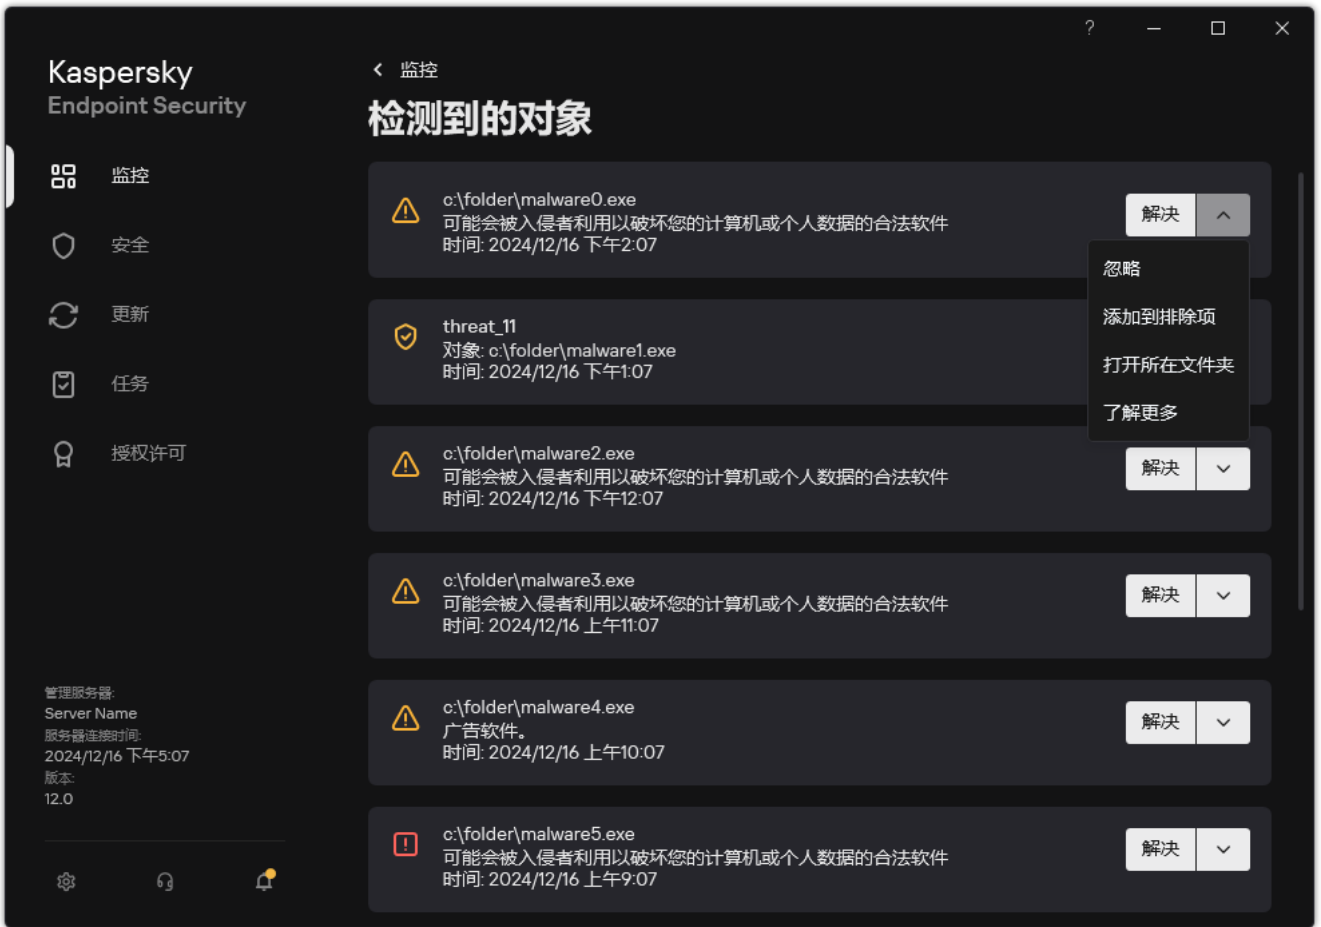 ?
Kaspersky
Endpoint Security
监控
安全
更新
任务
授权许可
管理服务器:
Server Name
服务器连接时间:
2024/12/16 下午5:07
版本:
12.0
监控
检测到的对象
c:\folder\malware0.exe
可能会被入侵者利用以破坏您的计算机或个人数据的合法软件
时间: 2024/12/16 下午2:07
解决
忽略
添加到排除项
打开所在文件夹
了解更多
threat_11
对象: c:\folder\malware1.exe
时间: 2024/12/16 下午1:07
c:\folder\malware2.exe
可能会被入侵者利用以破坏您的计算机或个人数据的合法软件
时间: 2024/12/16 下午12:07
解决
c:\folder\malware3.exe
可能会被入侵者利用以破坏您的计算机或个人数据的合法软件
时间: 2024/12/16 上午11:07
解决
c:\folder\malware4.exe
广告软件。
时间: 2024/12/16 上午10:07
解决
c:\folder\malware5.exe
可能会被入侵者利用以破坏您的计算机或个人数据的合法软件
时间: 2024/12/16 上午9:07
解决